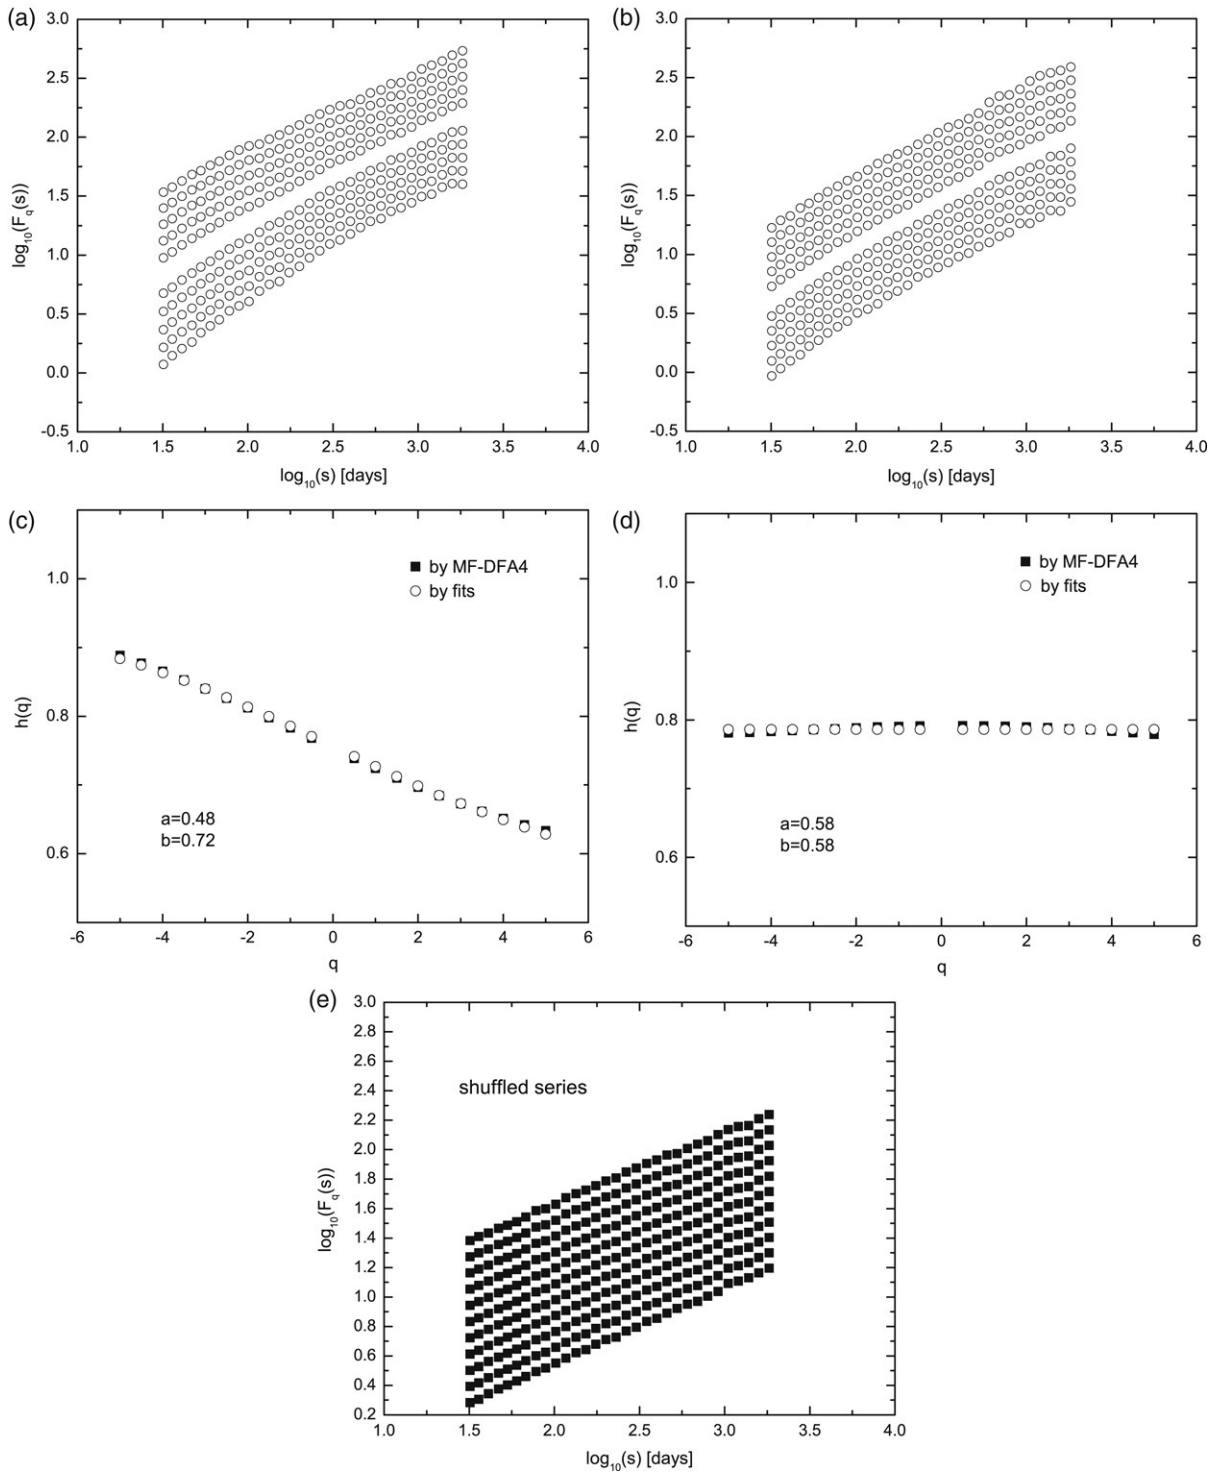 (a)
3.0
2.5
2.0
1.5
1.0
0.5
0.0
-0.5
log10(Fq(s))
1.0 1.5 2.0 2.5 3.0 3.5 4.0
log10(s) [days]
(b)
3.0
2.5
2.0
1.5
1.0
0.5
0.0
-0.5
log10(Fq(s))
1.0 1.5 2.0 2.5 3.0 3.5 4.0
log10(s) [days]
(c)
1.0
0.8
0.6
h(q)
by MF-DFA4
by fits
a=0.48
b=0.72
-6 -4 -2 0 2 4 6
q
(d)
1.0
0.8
0.6
h(q)
by MF-DFA4
by fits
a=0.58
b=0.58
-6 -4 -2 0 2 4 6
q
(e)
3.0
2.8
2.6
2.4
2.2
2.0
1.8
1.6
1.4
1.2
1.0
0.8
0.6
0.4
0.2
log10(Fq(s))
shuffled series
1.0 1.5 2.0 2.5 3.0 3.5 4.0
log10(s) [days]